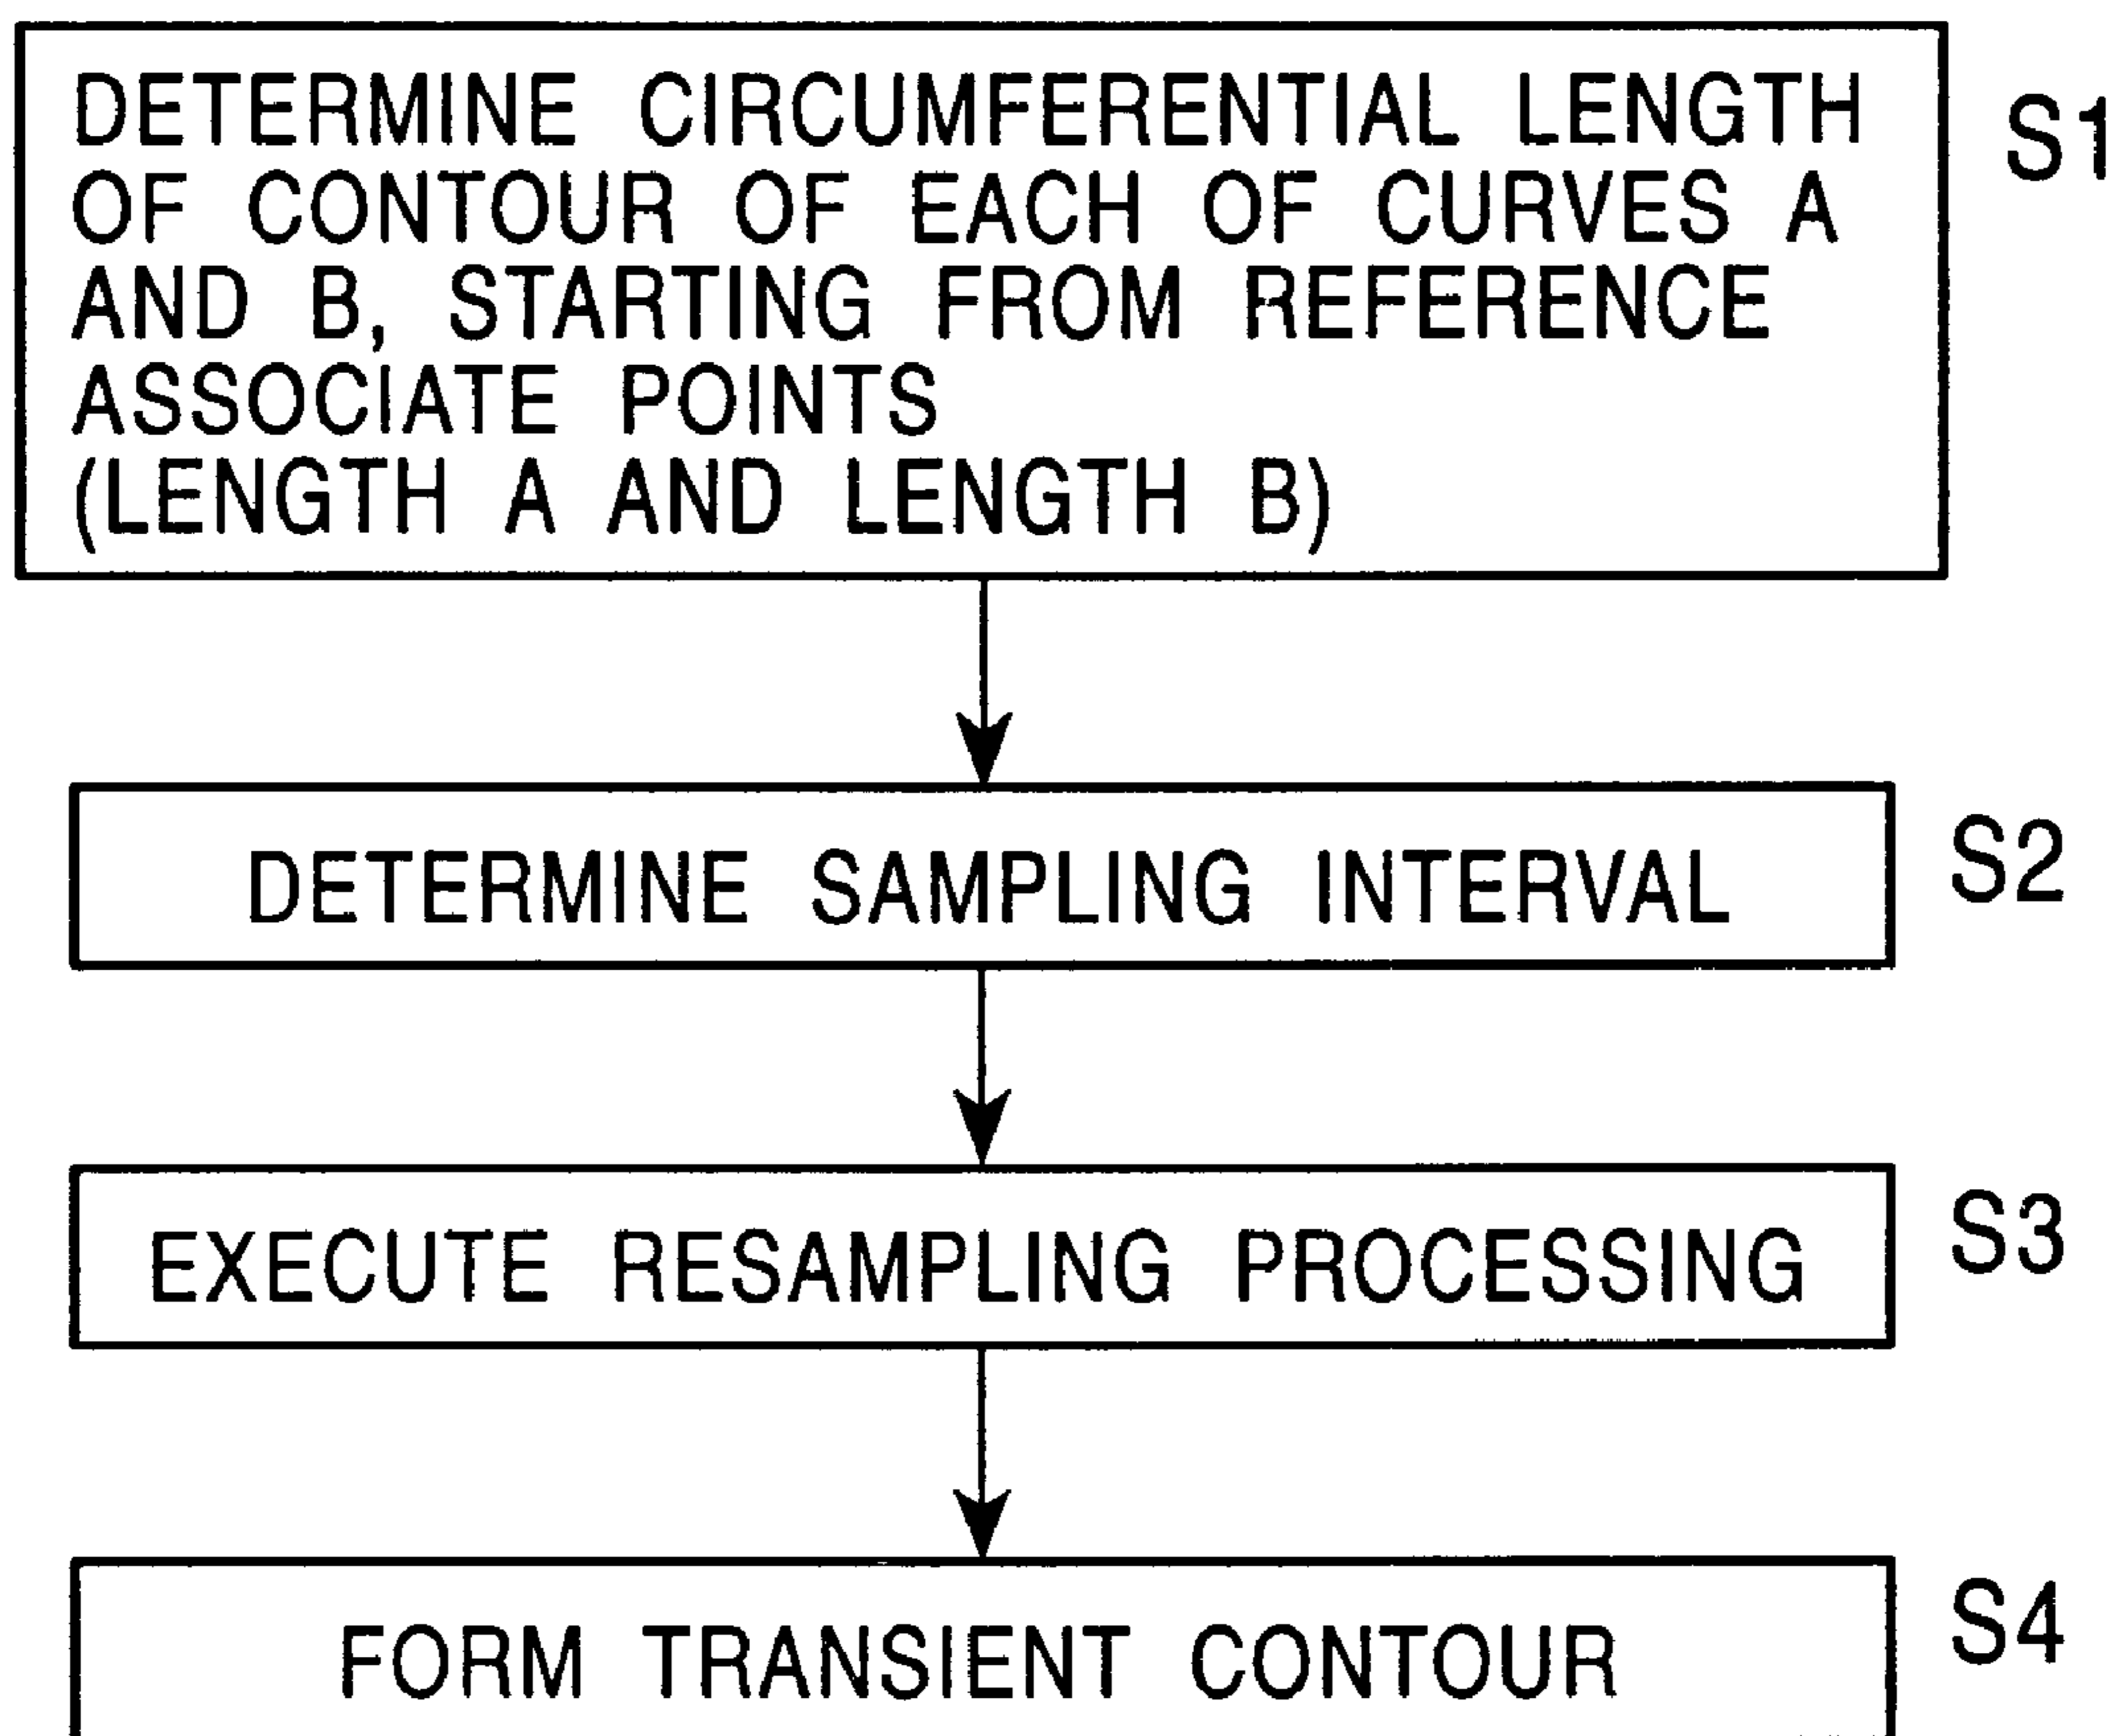 DETERMINE CIRCUMFERENTIAL LENGTH
OF CONTOUR OF EACH OF CURVES A
AND B, STARTING FROM REFERENCE
ASSOCIATE POINTS
(LENGTH A AND LENGTH B)
S1
DETERMINE SAMPLING INTERVAL
S2
EXECUTE RESAMPLING PROCESSING
S3
FORM TRANSIENT CONTOUR
S4